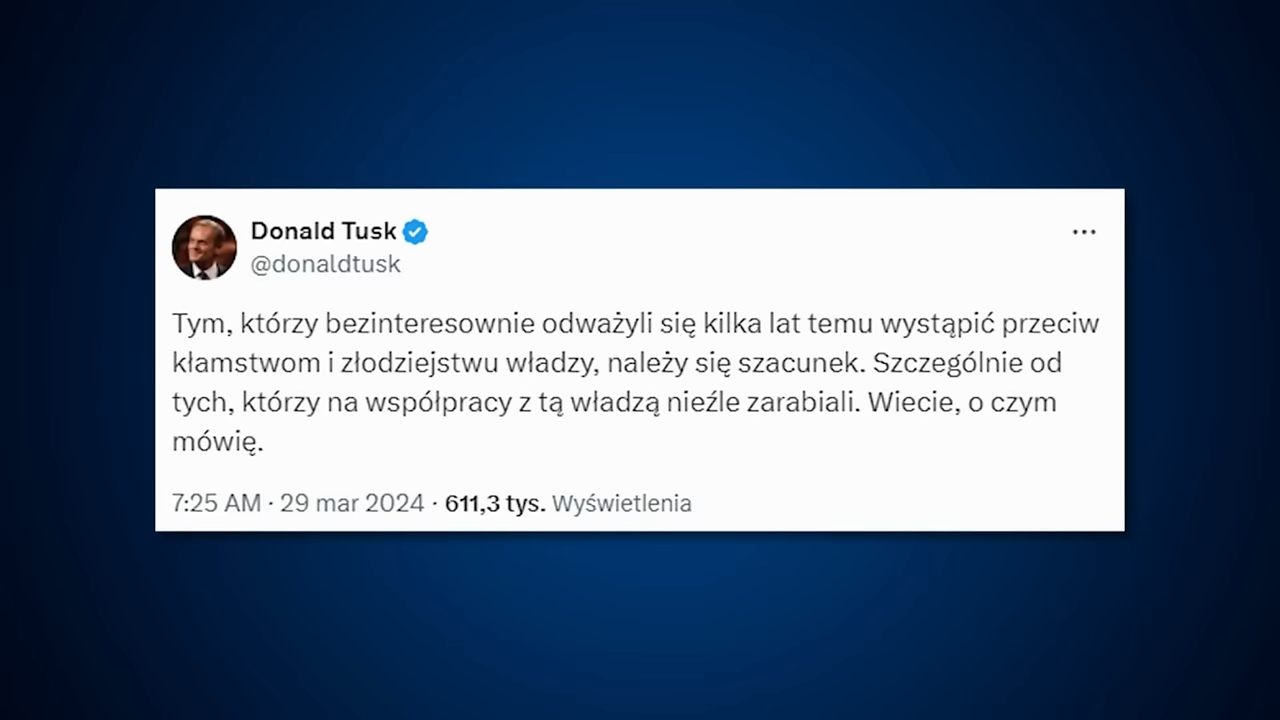 Donald Tusk
@donaldtusk
Tym, którzy bezinteresownie odważyli się kilka lat temu wystąpić przeciw
kłamstwom i złodziejstwu władzy, należy się szacunek. Szczególnie od
tych, którzy na współpracy z tą władzą nieźle zarabiali. Wiecie, o czym
mówię.
7:25 AM · 29 mar 2024 · 611,3 tys. Wyświetlenia